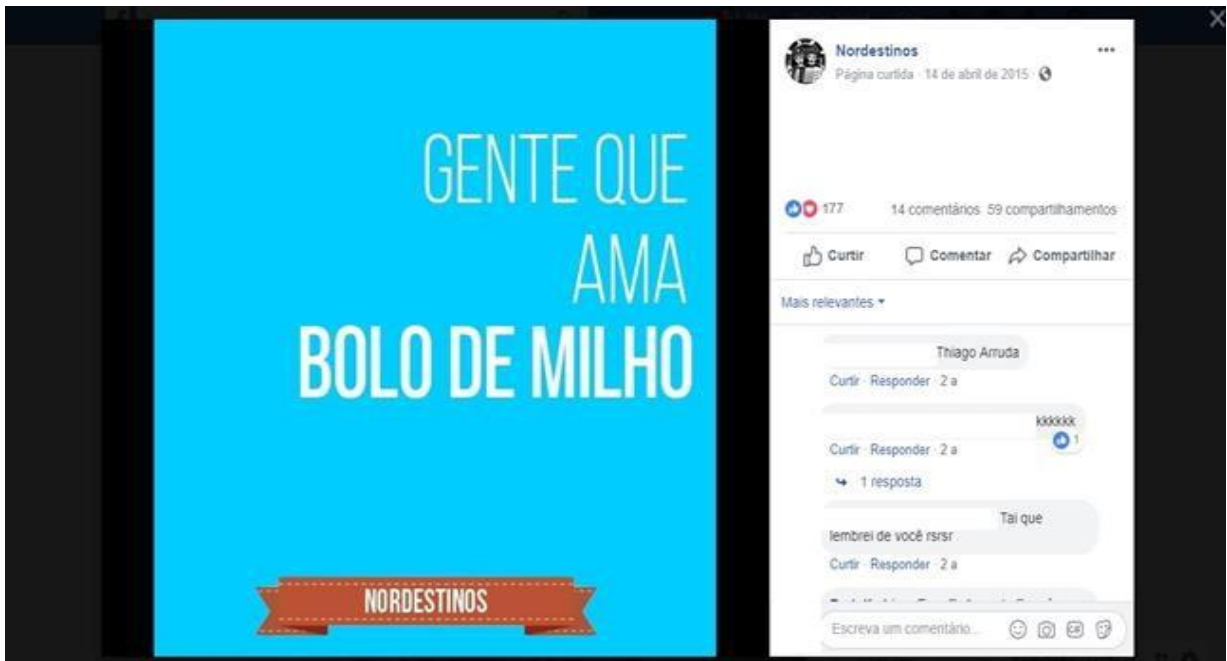 GENTE QUE
AMA
BOLO DE MILHO
NORDESTINOS
Nordestinos
Página curtida · 14 de abril de 2015 ·
177 14 comentários 59 compartilhamentos
Curtir Comentar Compartilhar
Mais relevantes
Thiago Arruda
Curtir · Responder · 2 a
kkkkkk
1
Curtir · Responder · 2 a
1 resposta
Tai que
lembrei de você rsrsr
Curtir · Responder · 2 a
Escreva um comentário...
GIF